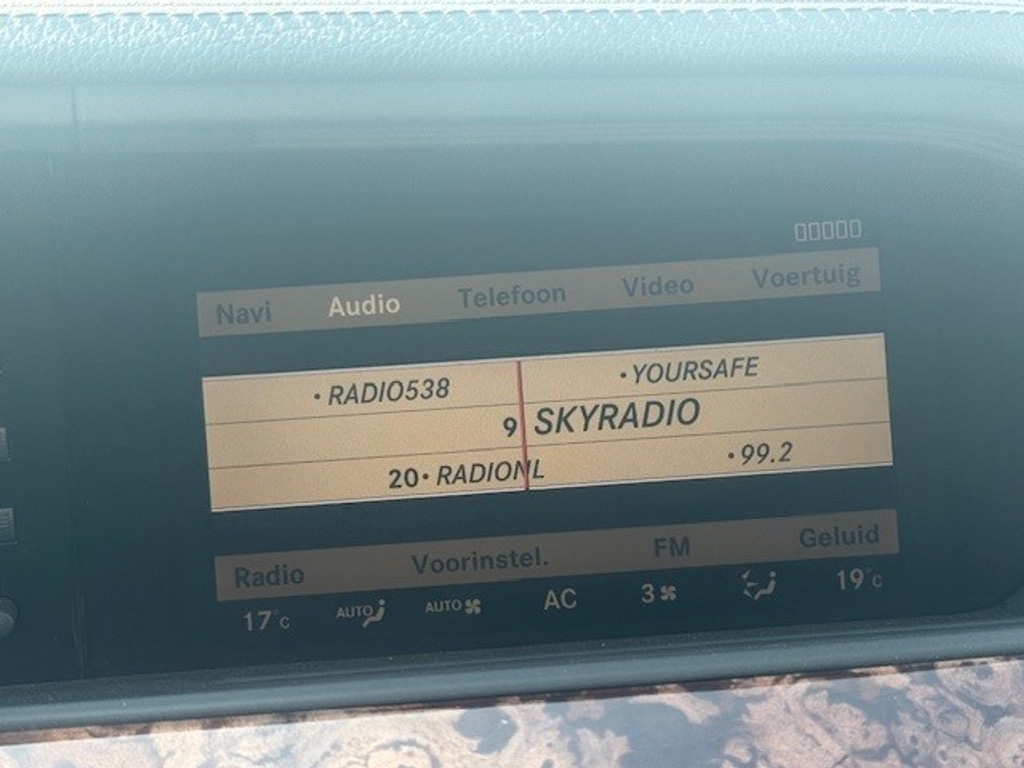 Navi Audio Telefoon Video Voertuig
•RADIO538 •YOURSAFE
9 SKYRADIO
20•RADIONL •99.2
Radio Voorinstel. FM Geluid
17°C AUTO AUTO AC 3 19°C